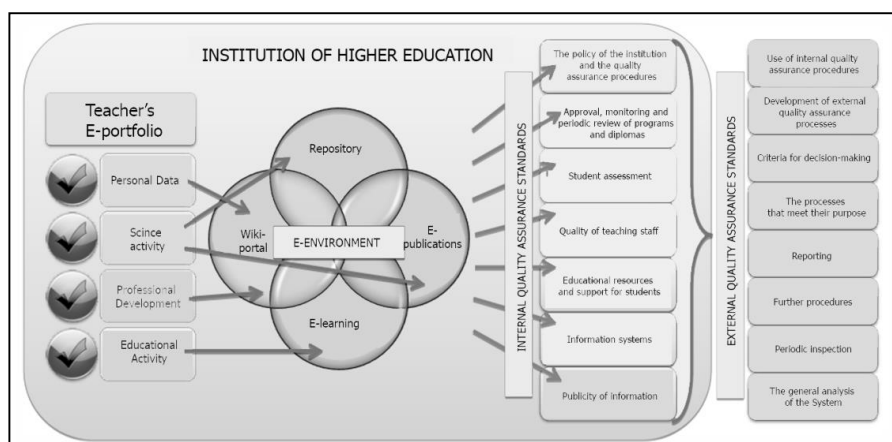 INSTITUTION OF HIGHER EDUCATION
Teacher's
E-portfolio
Personal Data
Scince
activity
Professional
Development
Educational
Activity
Repository
Wiki-
portal
E-ENVIRONMENT
E-
publications
E-learning
INTERNAL QUALITY ASSURANCE STANDARDS
The policy of the institution
and the quality
assurance procedures
Approval, monitoring and
periodic review of programs
and diplomas
Student assessment
Quality of teaching staff
Educational resources
and support for students
Information systems
Publicity of information
EXTERNAL QUALITY ASSURANCE STANDARDS
Use of internal quality
assurance procedures
Development of external
quality assurance
processes
Criteria for decision-making
The processes
that meet their purpose
Reporting
Further procedures
Periodic inspection
The general analysis
of the System